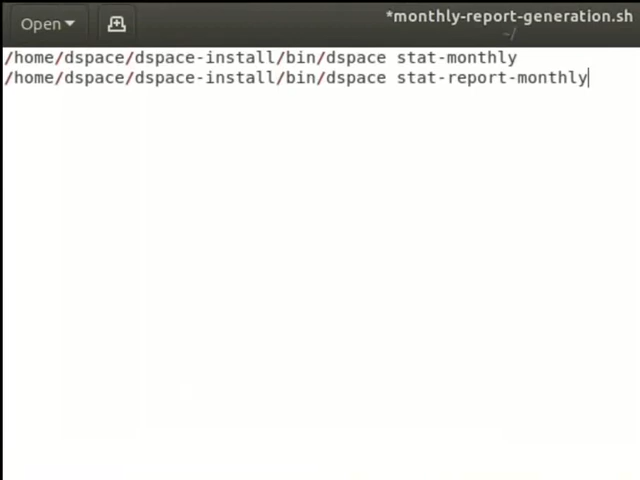 Open
*monthly-report-generation.sh
~/
/home/dspace/dspace-install/bin/dspace stat-monthly
/home/dspace/dspace-install/bin/dspace stat-report-monthly